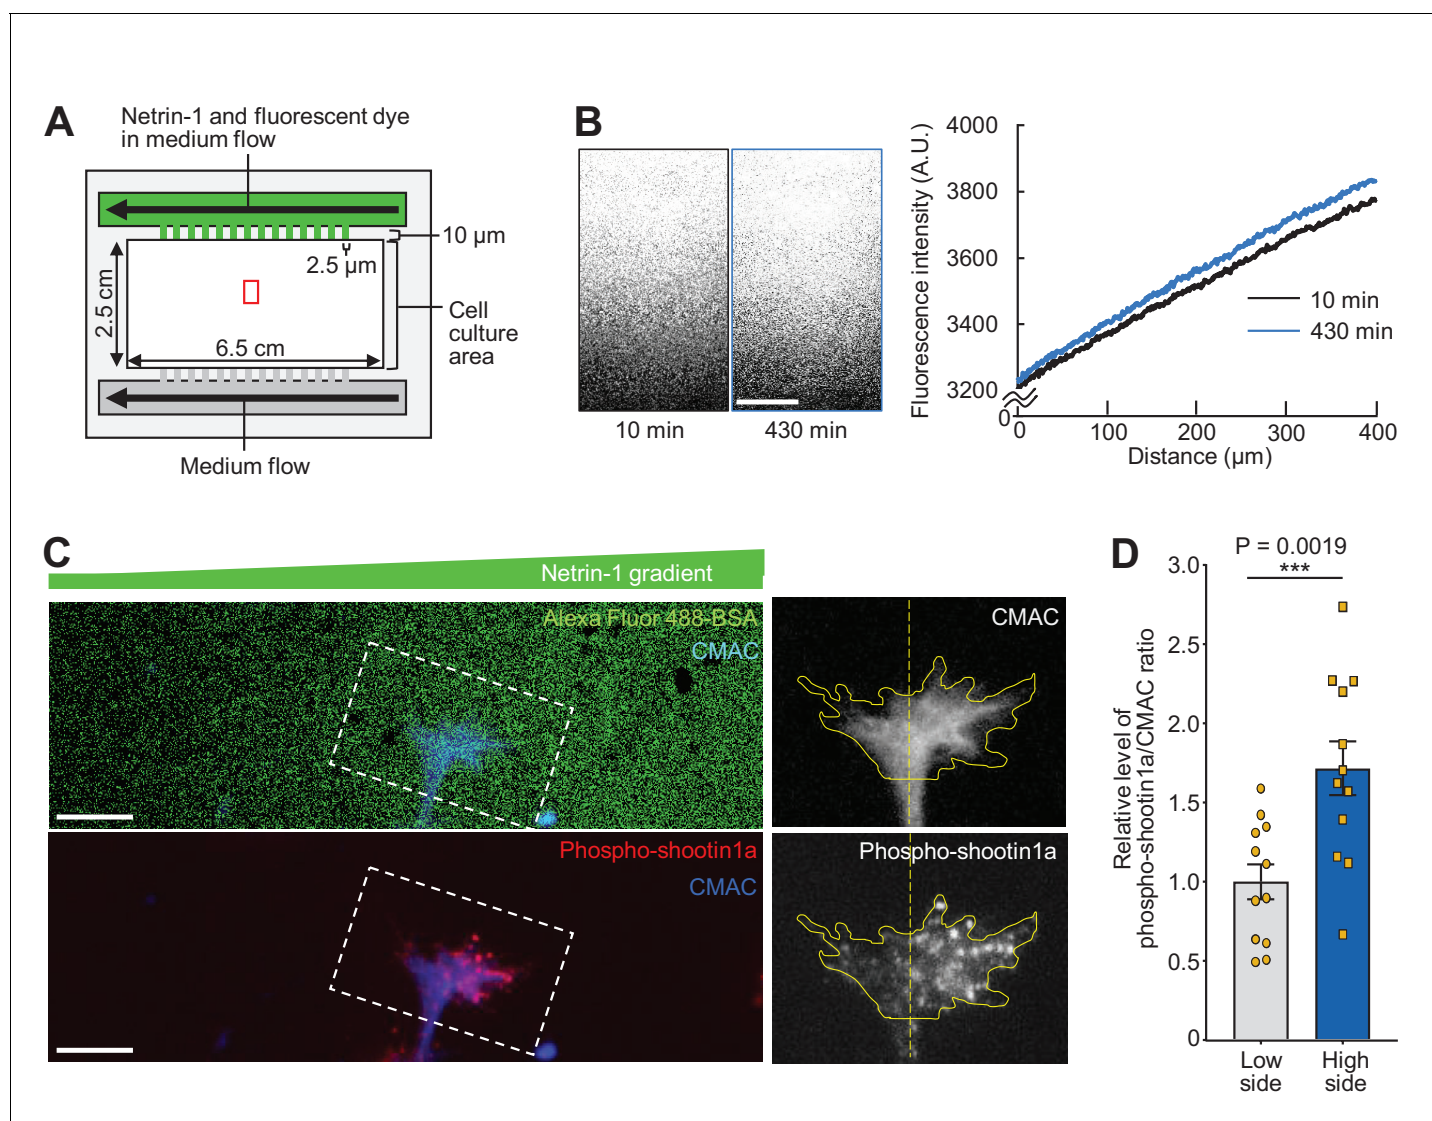 A
Netrin-1 and fluorescent dye
in medium flow
10 µm
2.5 µm
2.5 cm
6.5 cm
Cell
culture
area
Medium flow
B
10 min
430 min
Fluorescence intensity (A.U.)
4000
3800
3600
3400
3200
0
0
100
200
300
400
Distance (µm)
10 min
430 min
C
Netrin-1 gradient
Alexa Fluor 488-BSA
CMAC
Phospho-shootin1a
CMAC
CMAC
Phospho-shootin1a
D
P = 0.0019
***
Relative level of
phospho-shootin1a/CMAC ratio
3.0
2.5
2.0
1.5
1.0
0.5
0
Low
side
High
side